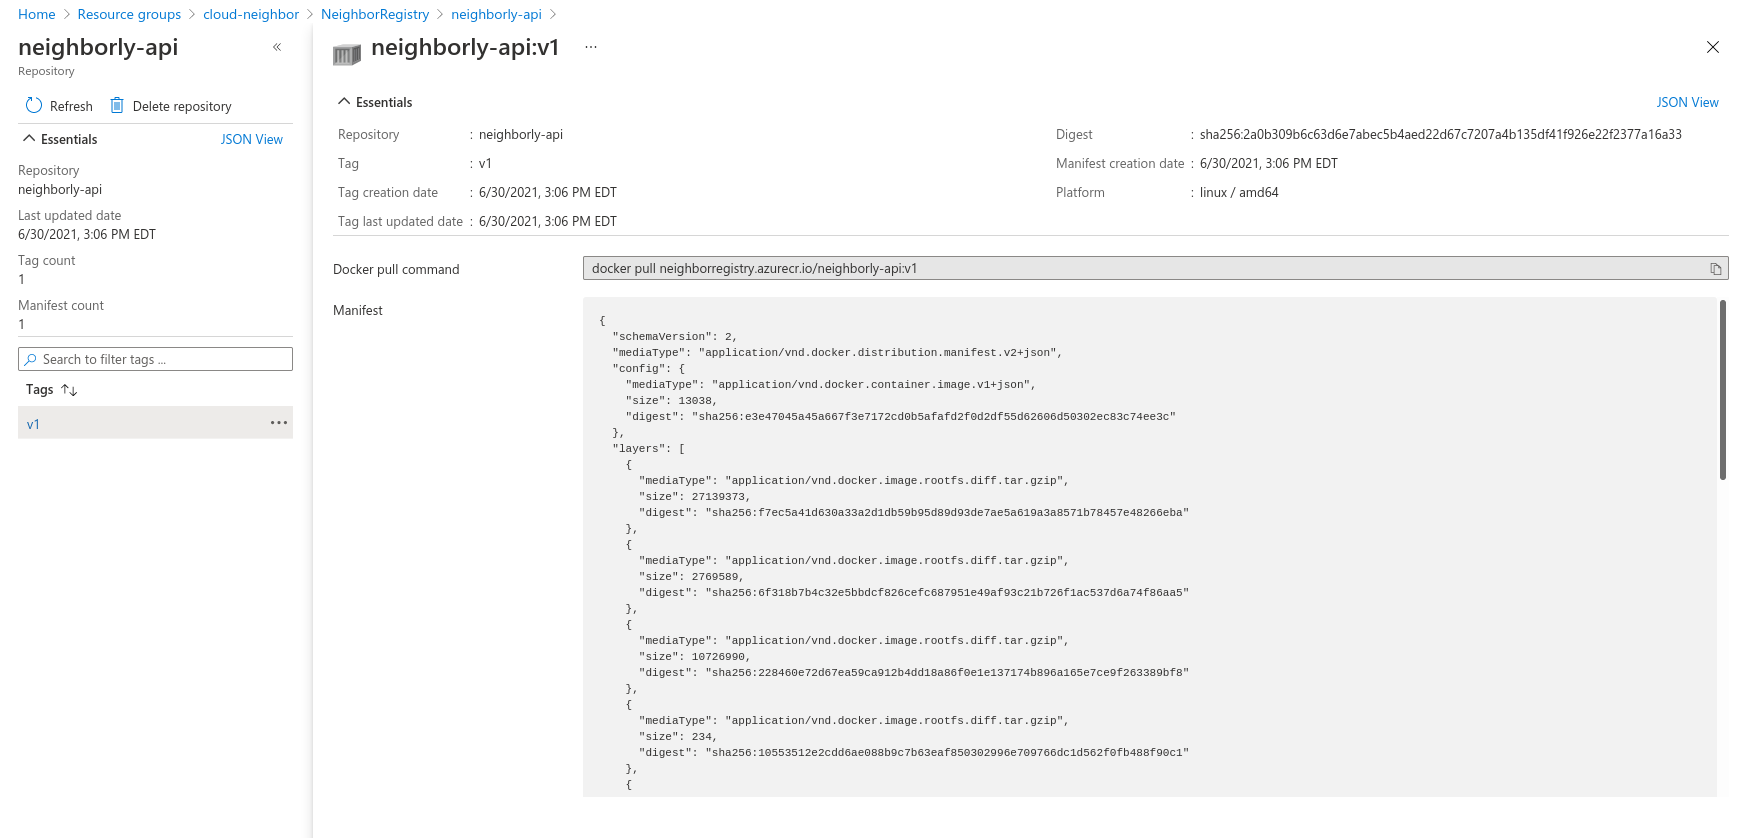 Home > Resource groups > cloud-neighbor > NeighborRegistry > neighborly-api >
neighborly-api «
Repository
Refresh Delete repository
Essentials JSON View
Repository
neighborly-api
Last updated date
6/30/2021, 3:06 PM EDT
Tag count
1
Manifest count
1
Search to filter tags ...
Tags ↑↓
v1 ···
neighborly-api:v1 ···
Essentials JSON View
Repository : neighborly-api
Tag : v1
Tag creation date : 6/30/2021, 3:06 PM EDT
Tag last updated date : 6/30/2021, 3:06 PM EDT
Digest : sha256:2a0b309b6c63d6e7abec5b4aed22d67c7207a4b135df41f926e22f2377a16a33
Manifest creation date : 6/30/2021, 3:06 PM EDT
Platform : linux / amd64
Docker pull command docker pull neighborregistry.azurecr.io/neighborly-api:v1
Manifest
{
"schemaVersion": 2,
"mediaType": "application/vnd.docker.distribution.manifest.v2+json",
"config": {
"mediaType": "application/vnd.docker.container.image.v1+json",
"size": 13038,
"digest": "sha256:e3e47045a45a667f3e7172cd0b5afafd2f0d2df55d62606d50302ec83c74ee3c"
},
"layers": [
{
"mediaType": "application/vnd.docker.image.rootfs.diff.tar.gzip",
"size": 27139373,
"digest": "sha256:f7ec5a41d630a33a2d1db59b95d89d93de7ae5a619a3a8571b78457e48266eba"
},
{
"mediaType": "application/vnd.docker.image.rootfs.diff.tar.gzip",
"size": 2769589,
"digest": "sha256:6f318b7b4c32e5bbdcf826cefc687951e49af93c21b726f1ac537d6a74f86aa5"
},
{
"mediaType": "application/vnd.docker.image.rootfs.diff.tar.gzip",
"size": 10726990,
"digest": "sha256:228460e72d67ea59ca912b4dd18a86f0e1e137174b896a165e7ce9f263389bf8"
},
{
"mediaType": "application/vnd.docker.image.rootfs.diff.tar.gzip",
"size": 234,
"digest": "sha256:10553512e2cdd6ae088b9c7b63eaf850302996e709766dc1d562f0fb488f90c1"
},
{